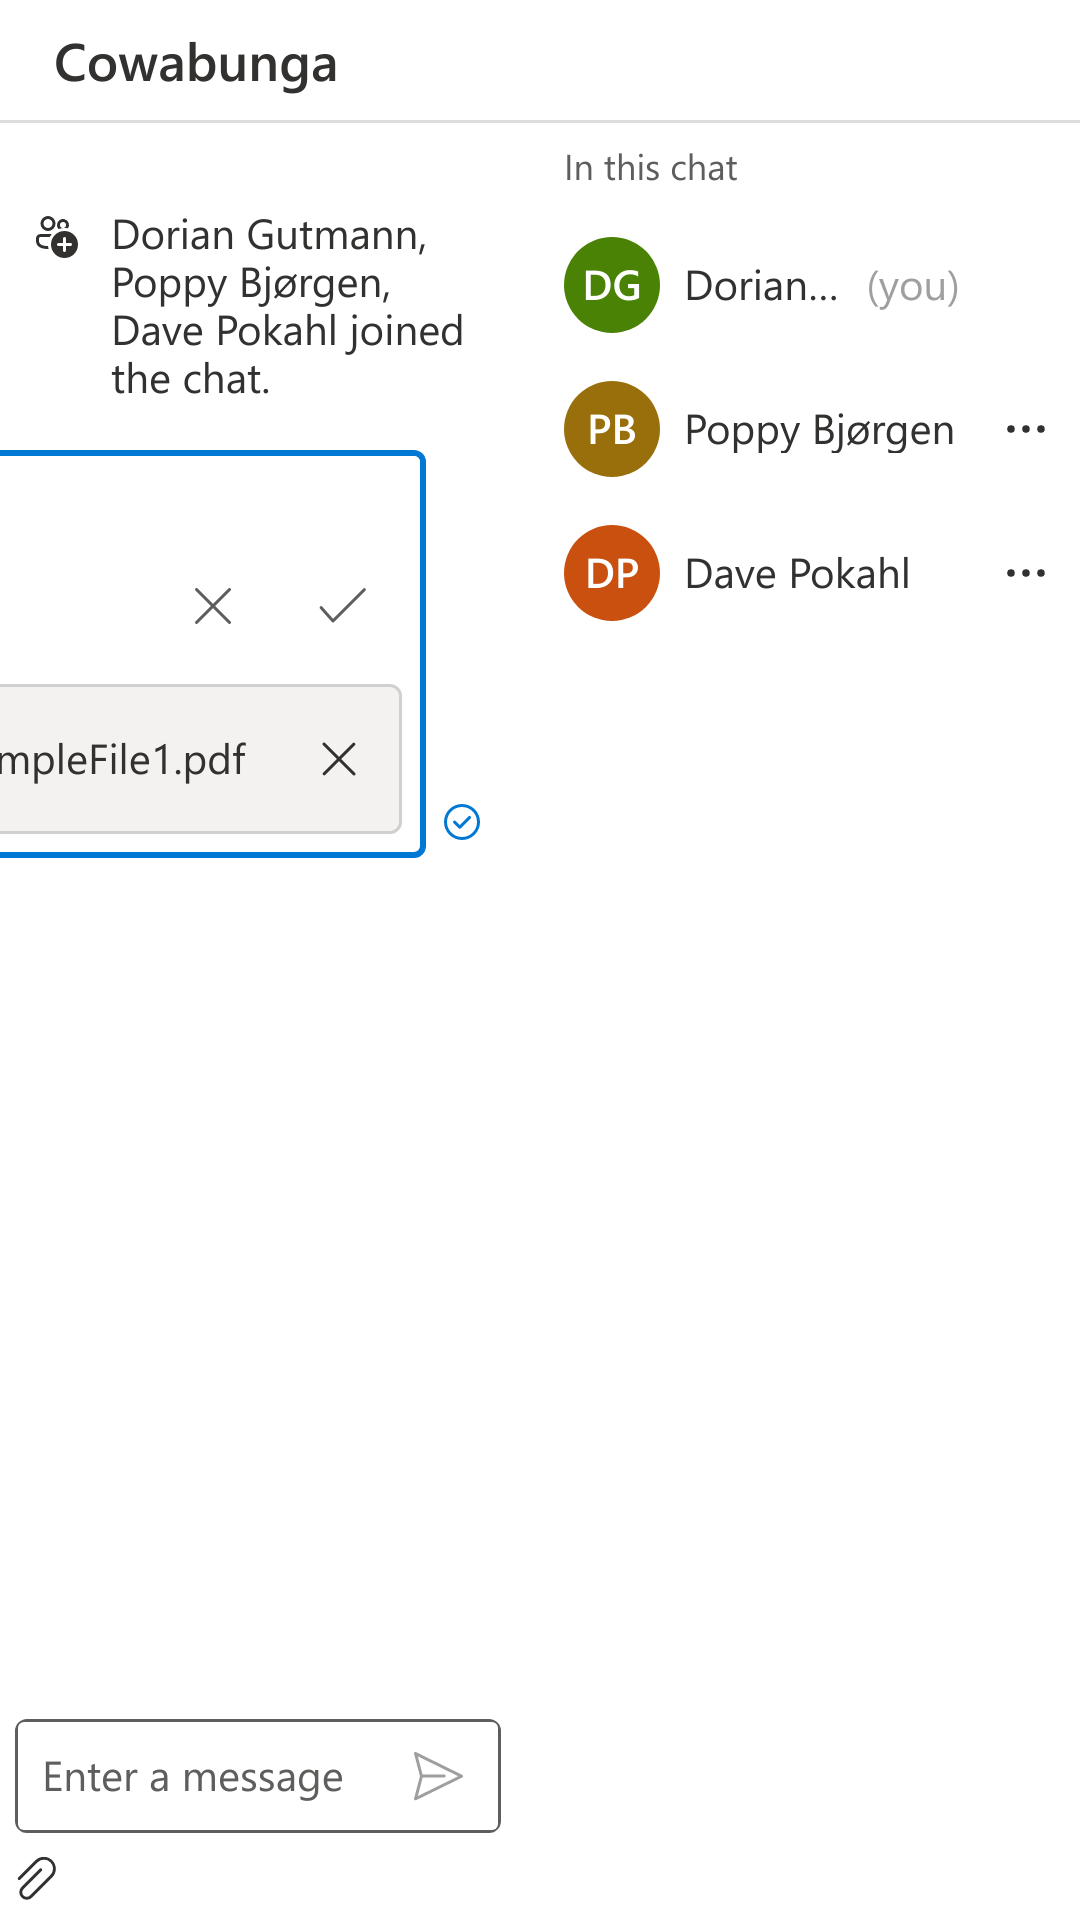 Cowabunga
Dorian Gutmann,
Poppy Bjørgen,
Dave Pokahl joined
the chat.
mpleFile1.pdf
Enter a message
In this chat
DG Dorian... (you)
PB Poppy Bjørgen
DP Dave Pokahl